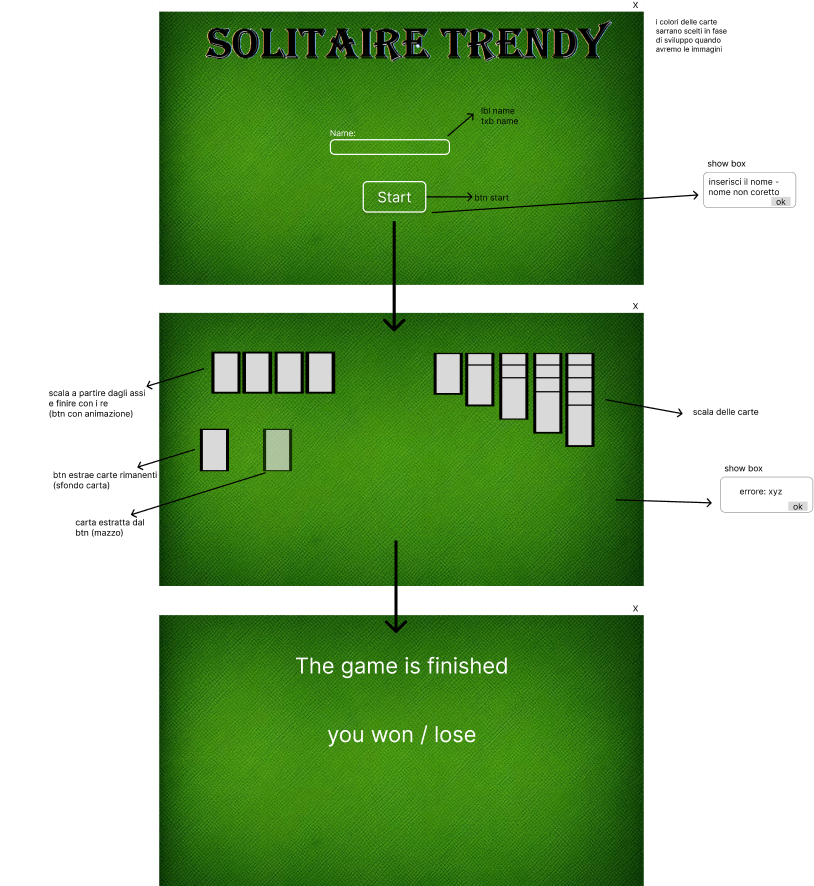 X
i colori delle carte
sarrano scelti in fase
di sviluppo quando
avremo le immagini
SOLITAIRE TRENDY
lbl name
txb name
Name:
show box
inserisci il nome -
nome non coretto
ok
Start
btn start
X
scala a partire dagli assi
e finire con i re
(btn con animazione)
scala delle carte
btn estrae carte rimanenti
(sfondo carta)
show box
errore: xyz
ok
carta estratta dal
btn (mazzo)
X
The game is finished
you won / lose